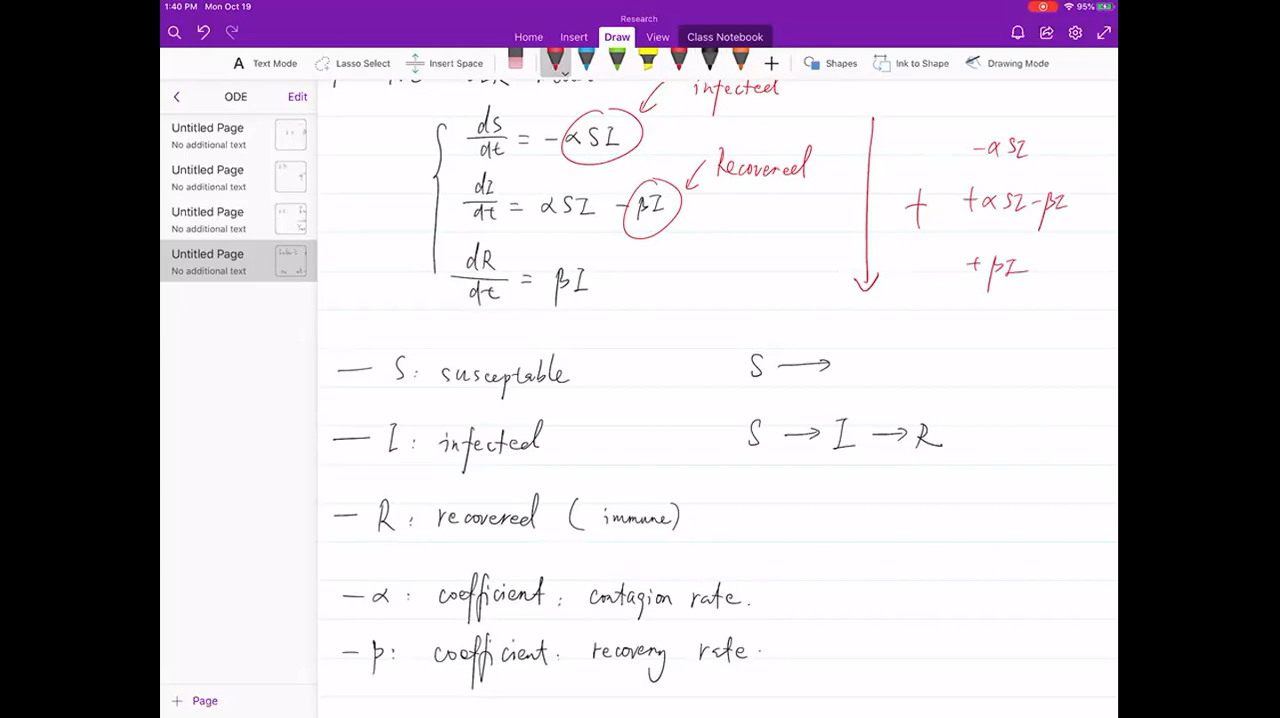 1:40 PM Mon Oct 19
95%
Research
Home Insert Draw View Class Notebook
A Text Mode Lasso Select Insert Space Shapes Ink to Shape Drawing Mode
ODE Edit
Untitled Page
No additional text
Untitled Page
No additional text
Untitled Page
No additional text
Untitled Page
No additional text
Page
infected
dS/dt = - αSI
Recovered
dI/dt = αSI - βI
dR/dt = βI
-αSI
+ +αSI-βI
+βI
— S: susceptable S →
— I: infected S → I → R
— R: recovered (immune)
— α: coefficient: contagion rate.
— β: coefficient: recovery rate.